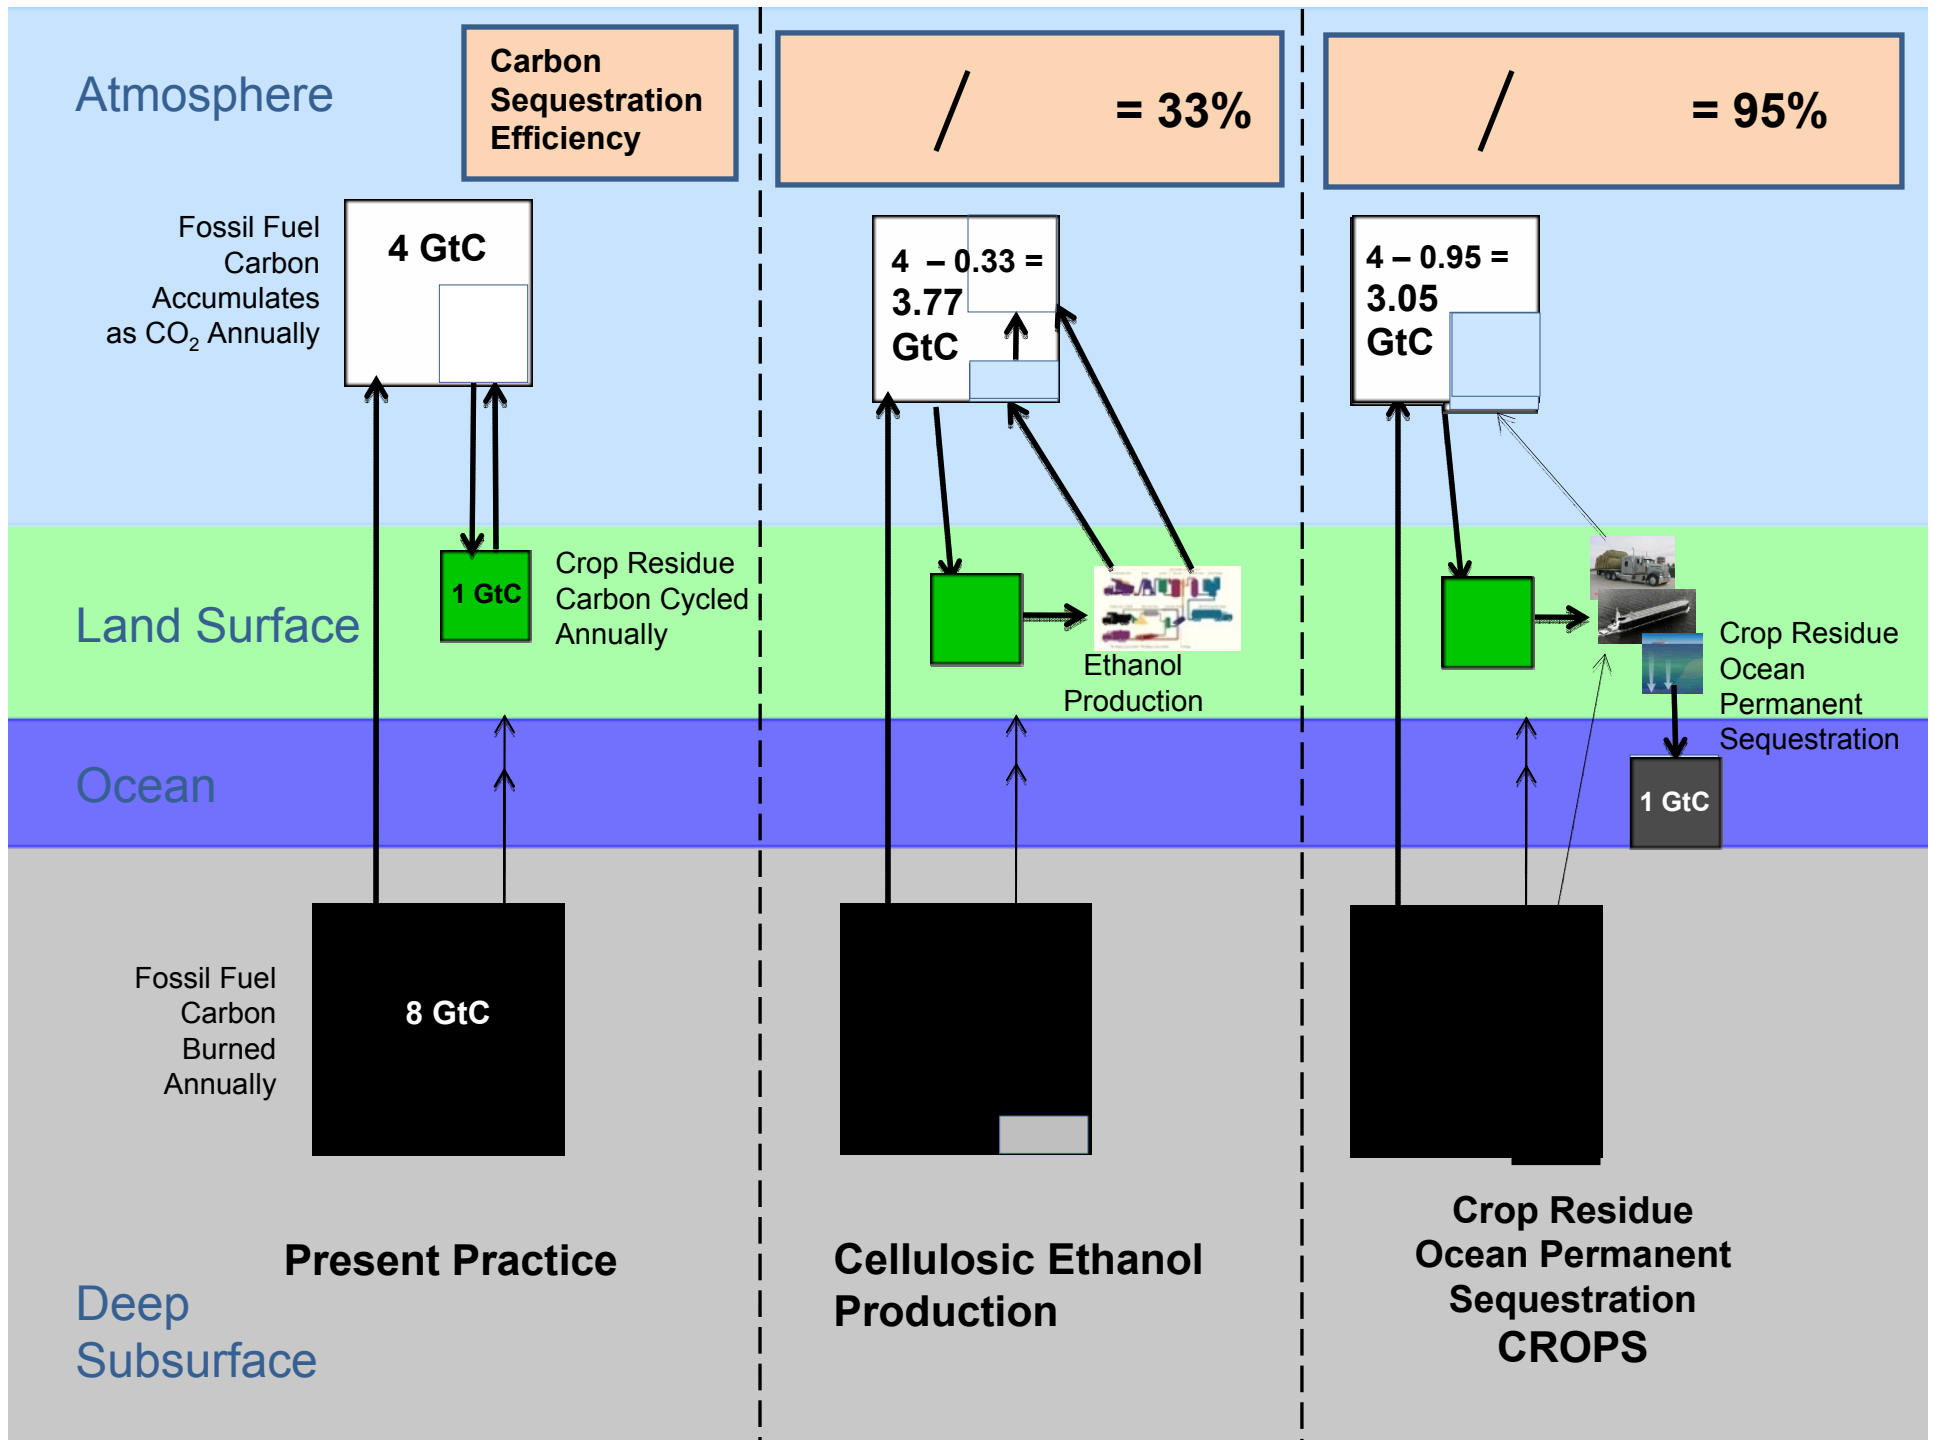 Atmosphere
Carbon
Sequestration
Efficiency
/ = 33%
/ = 95%
Fossil Fuel
Carbon
Accumulates
as CO₂ Annually
4 GtC
4 – 0.33 =
3.77
GtC
4 – 0.95 =
3.05
GtC
Land Surface
1 GtC
Crop Residue
Carbon Cycled
Annually
Ethanol
Production
Crop Residue
Ocean
Permanent
Sequestration
Ocean
1 GtC
Fossil Fuel
Carbon
Burned
Annually
8 GtC
Present Practice
Cellulosic Ethanol
Production
Crop Residue
Ocean Permanent
Sequestration
CROPS
Deep
Subsurface